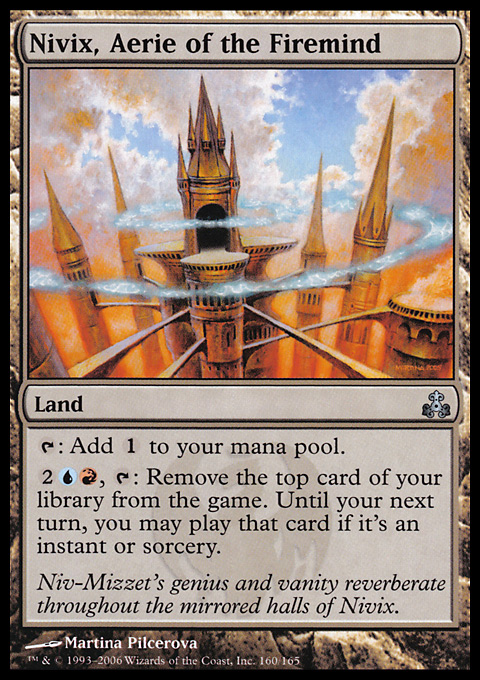 Nivix, Aerie of the Firemind
Land
: Add 1 to your mana pool.
2 , : Remove the top card of your
library from the game. Until your next
turn, you may play that card if it's an
instant or sorcery.
Niv-Mizzet's genius and vanity reverberate
throughout the mirrored halls of Nivix.
Martina Pilcerova
™ & © 1993–2006 Wizards of the Coast, Inc. 160/165